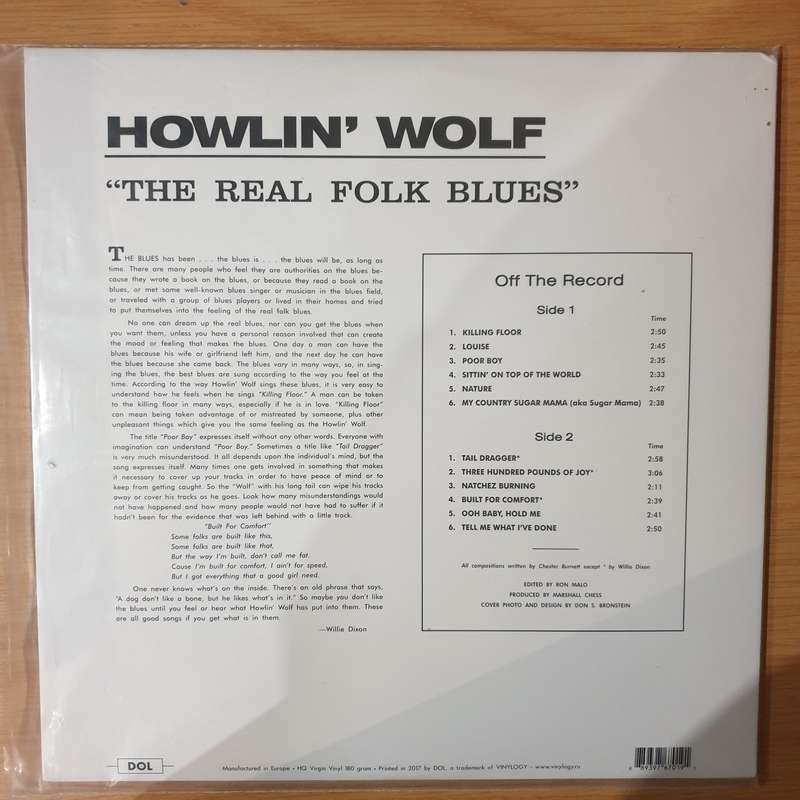 HOWLIN' WOLF
"THE REAL FOLK BLUES"
THE BLUES has been . . . the blues is . . . the blues will be, as long as
time. There are many people who feel they are authorities on the blues be-
cause they wrote a book on the blues, or because they read a book on the
blues, or met some well-known blues singer or musician in the blues field,
or traveled with a group of blues players or lived in their homes and tried
to put themselves into the feeling of the real folk blues.
No one can dream up the real blues, nor can you get the blues when
you want them, unless you have a personal reason involved that can create
the mood or feeling that makes the blues. One day a man can have the
blues because his wife or girlfriend left him, and the next day he can have
the blues because she came back. The blues vary in many ways, so, in sing-
ing the blues, the best blues are sung according to the way you feel at the
time. According to the way Howlin' Wolf sings these blues, it is very easy to
understand how he feels when he sings "Killing Floor." A man can be taken
to the killing floor in many ways, especially if he is in love. "Killing Floor"
can mean being taken advantage of or mistreated by someone, plus other
unpleasant things which give you the same feeling as the Howlin' Wolf.
The title "Poor Boy" expresses itself without any other words. Everyone with
imagination can understand "Poor Boy." Sometimes a title like "Tail Dragger"
is very much misunderstood. It all depends upon the individual's mind, but the
song expresses itself. Many times one gets involved in something that makes
it necessary to cover up your tracks in order to have peace of mind or to
keep from getting caught. So the "Wolf" with his long tail can wipe his tracks
away or cover his tracks as he goes. Look how many misunderstandings would
not have happened and how many people would not have had to suffer if it
hadn't been for the evidence that was left behind with a little track.
"Built For Comfort"
Some folks are built like this,
Some folks are built like that,
But the way I'm built, don't call me fat.
Cause I'm built for comfort, I ain't for speed,
But I got everything that a good girl need.
One never knows what's on the inside. There's an old phrase that says,
"A dog don't like a bone, but he likes what's in it." So maybe you don't like
the blues until you feel or hear what Howlin' Wolf has put into them. These
are all good songs if you get what is in them.
—Willie Dixon
Off The Record
Side 1
Time
1. KILLING FLOOR 2:50
2. LOUISE 2:45
3. POOR BOY 2:35
4. SITTIN' ON TOP OF THE WORLD 2:33
5. NATURE 2:47
6. MY COUNTRY SUGAR MAMA (aka Sugar Mama) 2:38
Side 2
Time
1. TAIL DRAGGER* 2:58
2. THREE HUNDRED POUNDS OF JOY* 3:06
3. NATCHEZ BURNING 2:11
4. BUILT FOR COMFORT* 2:39
5. OOH BABY, HOLD ME 2:41
6. TELL ME WHAT I'VE DONE 2:50
All compositions written by Chester Burnett except * by Willie Dixon
EDITED BY RON MALO
PRODUCED BY MARSHALL CHESS
COVER PHOTO AND DESIGN BY DON S. BRONSTEIN
DOL
Manufactured in Europe • HQ Virgin Vinyl 180 gram • Printed in 2017 by DOL, a trademark of VINYLOGY - www.vinylogy.ru